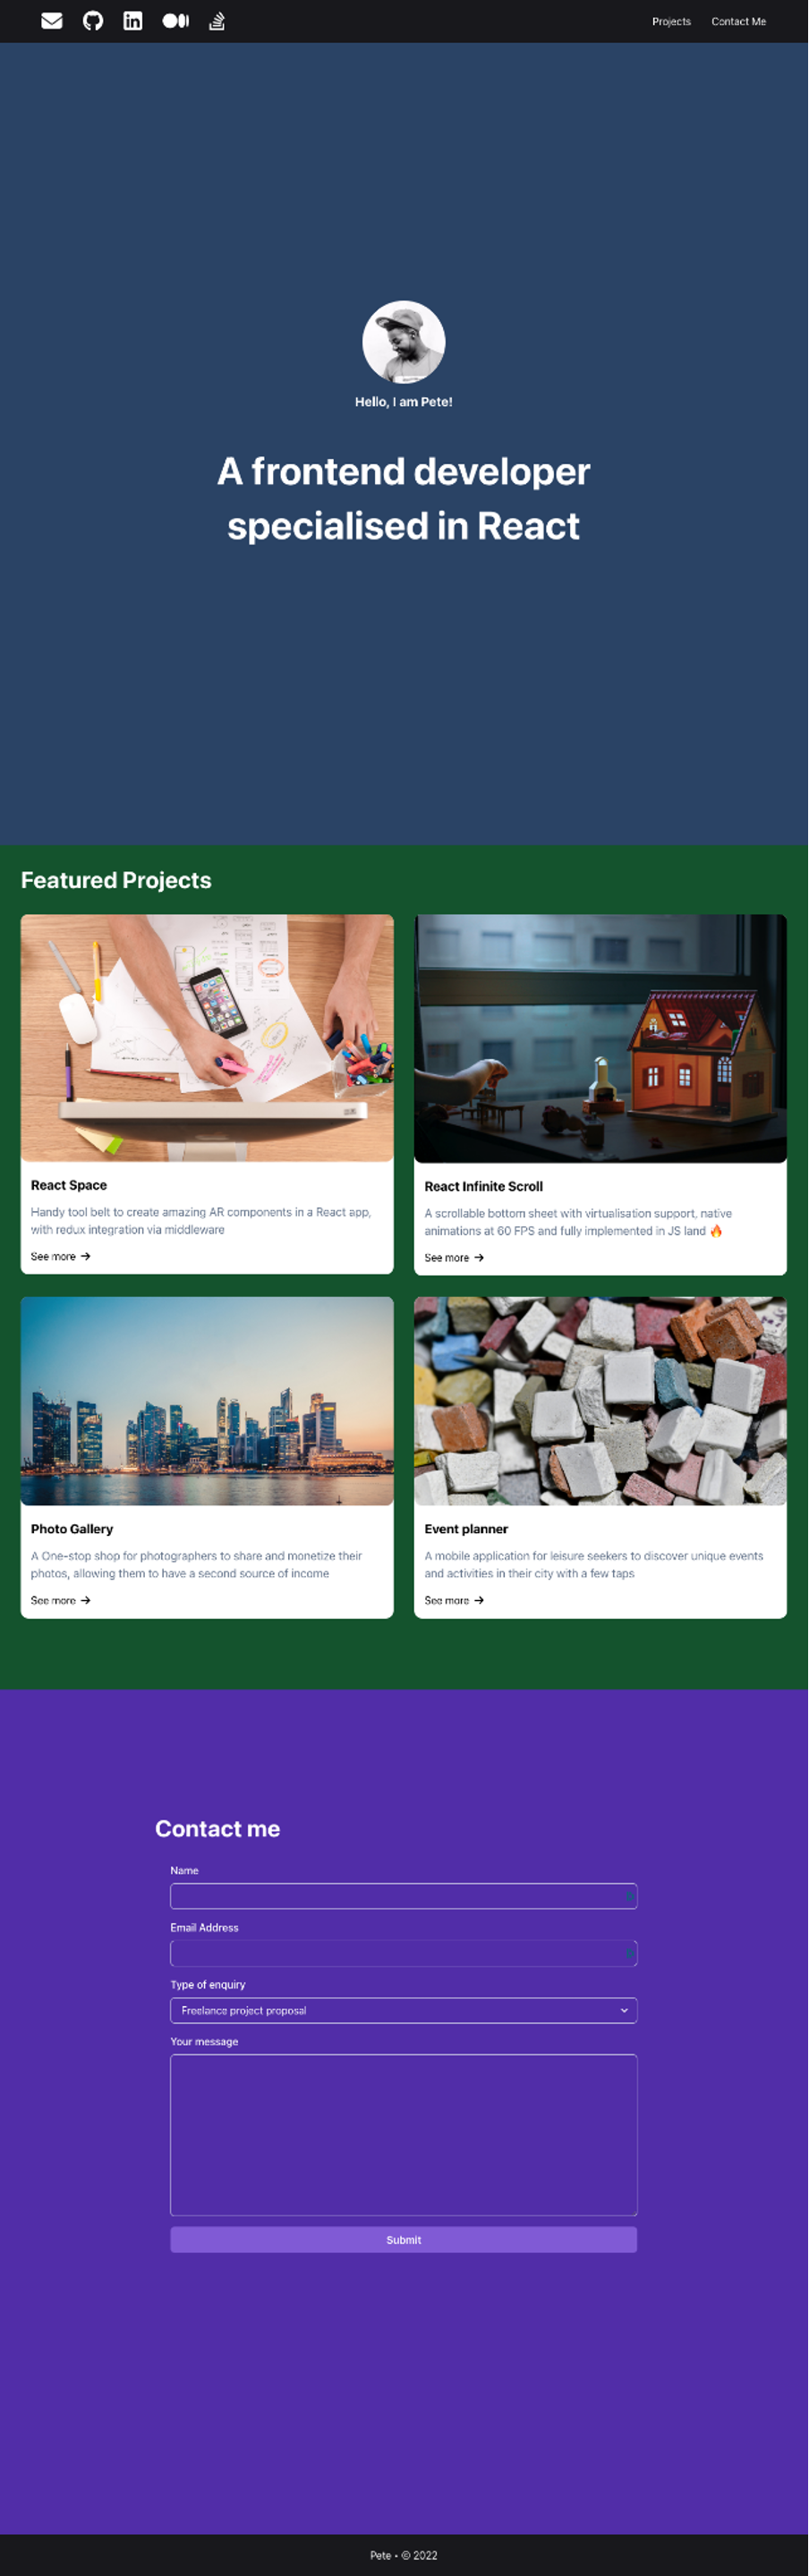 Projects Contact Me
Hello, I am Pete!
A frontend developer
specialised in React
Featured Projects
React Space
Handy tool belt to create amazing AR components in a React app,
with redux integration via middleware
See more →
React Infinite Scroll
A scrollable bottom sheet with virtualisation support, native
animations at 60 FPS and fully implemented in JS land 🔥
See more →
Photo Gallery
A One-stop shop for photographers to share and monetize their
photos, allowing them to have a second source of income
See more →
Event planner
A mobile application for leisure seekers to discover unique events
and activities in their city with a few taps
See more →
Contact me
Name
Email Address
Type of enquiry
Freelance project proposal
Your message
Submit
Pete • © 2022